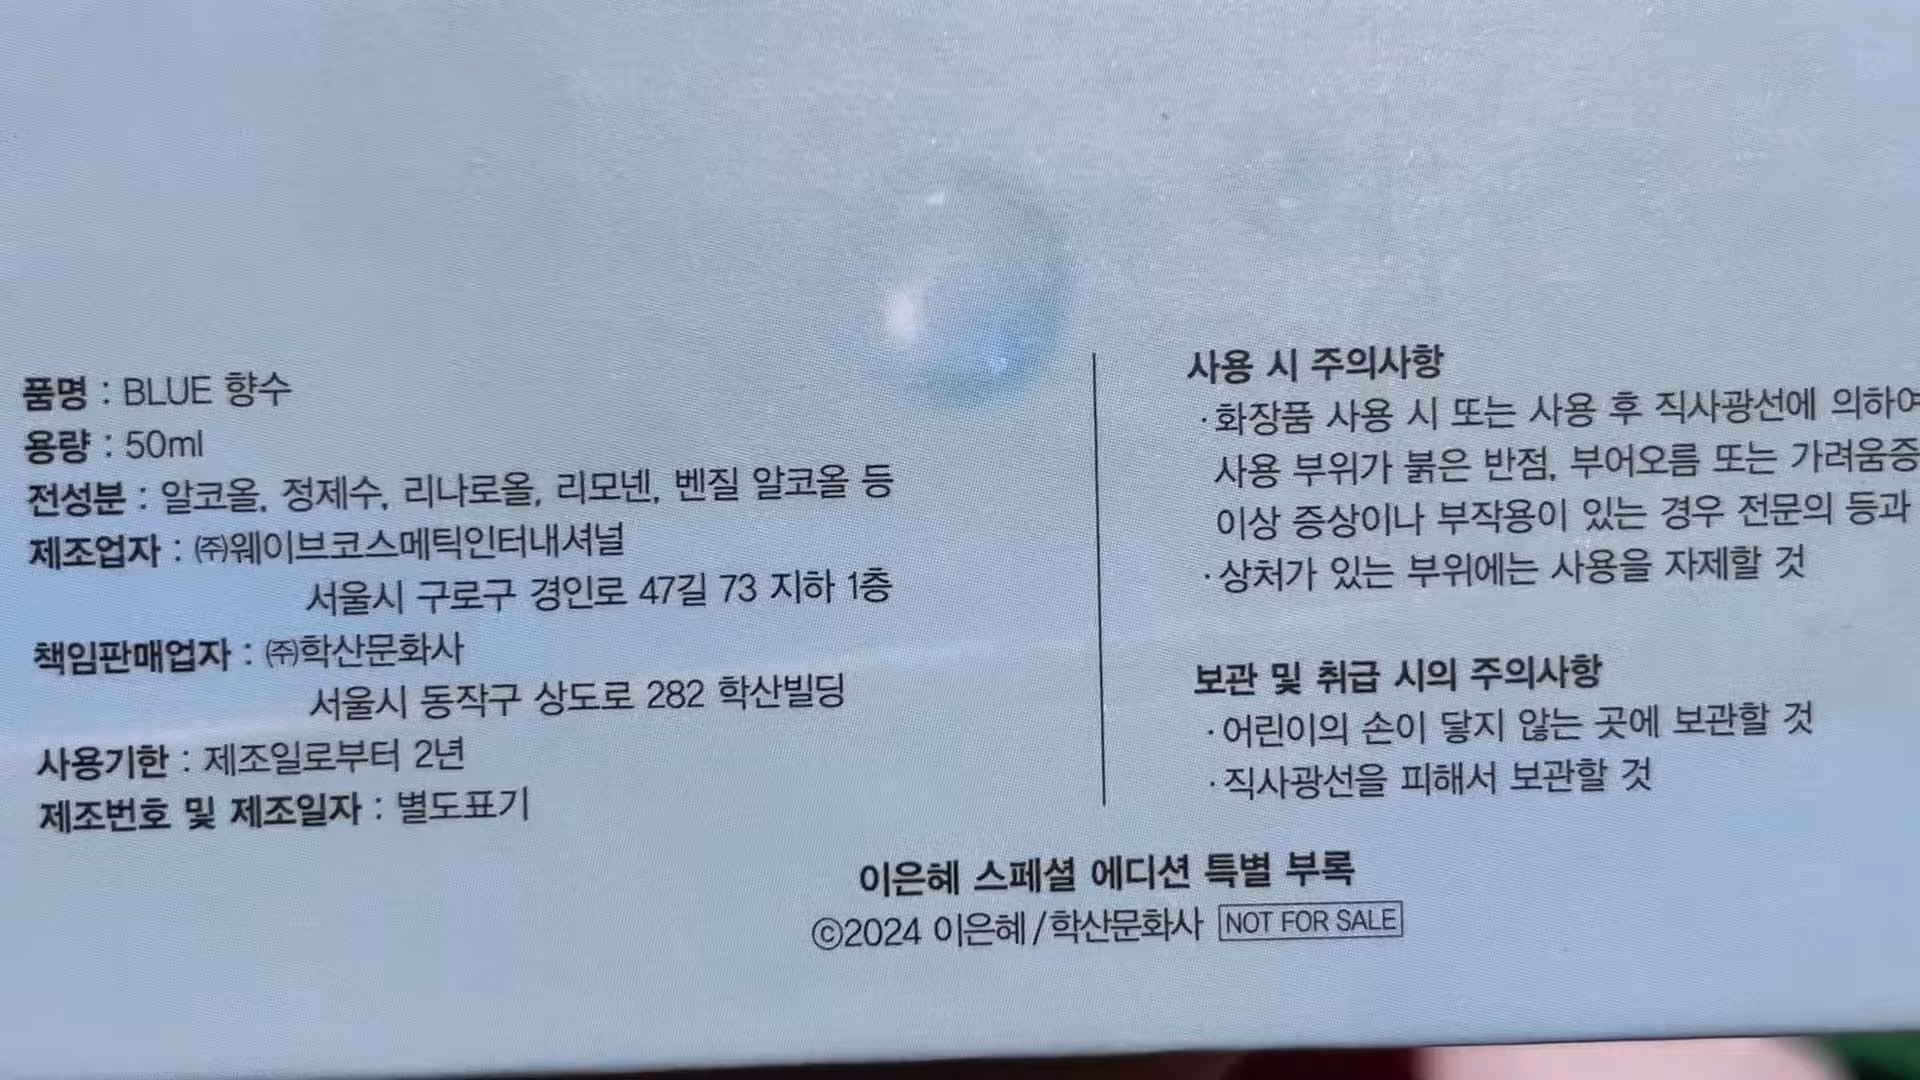 품명 : BLUE 향수
용량 : 50ml
전성분 : 알코올, 정제수, 리나로올, 리모넨, 벤질 알코올 등
제조업자 : ㈜웨이브코스메틱인터내셔널
서울시 구로구 경인로 47길 73 지하 1층
책임판매업자 : ㈜학산문화사
서울시 동작구 상도로 282 학산빌딩
사용기한 : 제조일로부터 2년
제조번호 및 제조일자 : 별도표기
사용 시 주의사항
·화장품 사용 시 또는 사용 후 직사광선에 의하여
사용 부위가 붉은 반점, 부어오름 또는 가려움증
이상 증상이나 부작용이 있는 경우 전문의 등과
·상처가 있는 부위에는 사용을 자제할 것
보관 및 취급 시의 주의사항
·어린이의 손이 닿지 않는 곳에 보관할 것
·직사광선을 피해서 보관할 것
이은혜 스페셜 에디션 특별 부록
©2024 이은혜/학산문화사 NOT FOR SALE